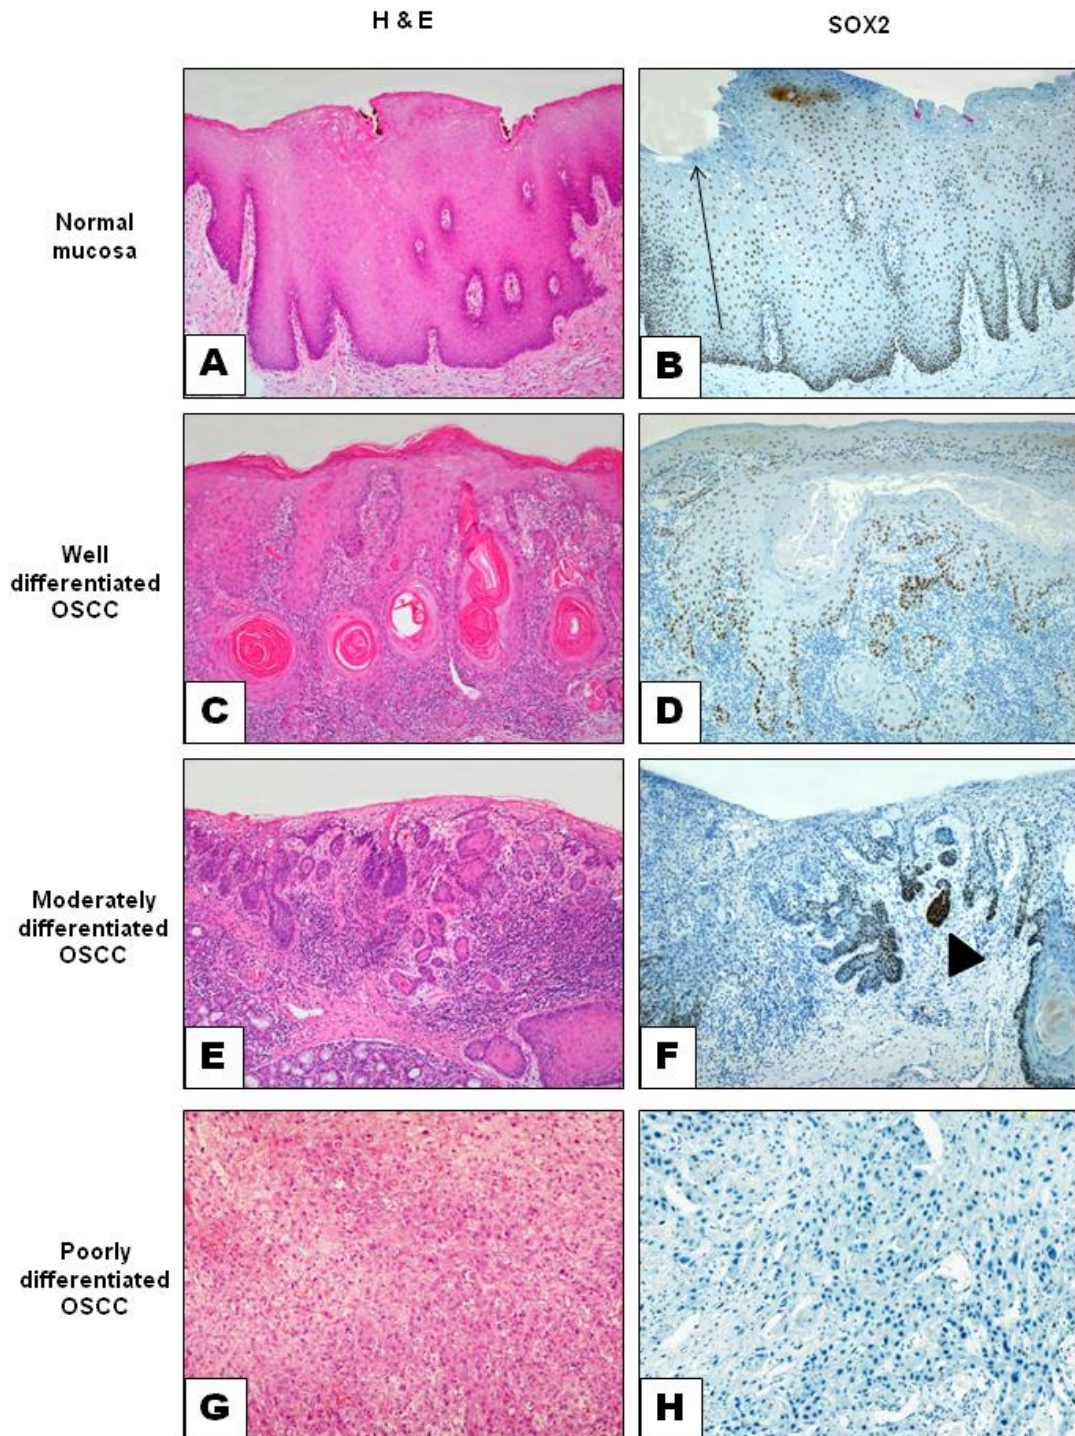 H & E
SOX2
Normal
mucosa
A
B
Well
differentiated
OSCC
C
D
Moderately
differentiated
OSCC
E
F
Poorly
differentiated
OSCC
G
H